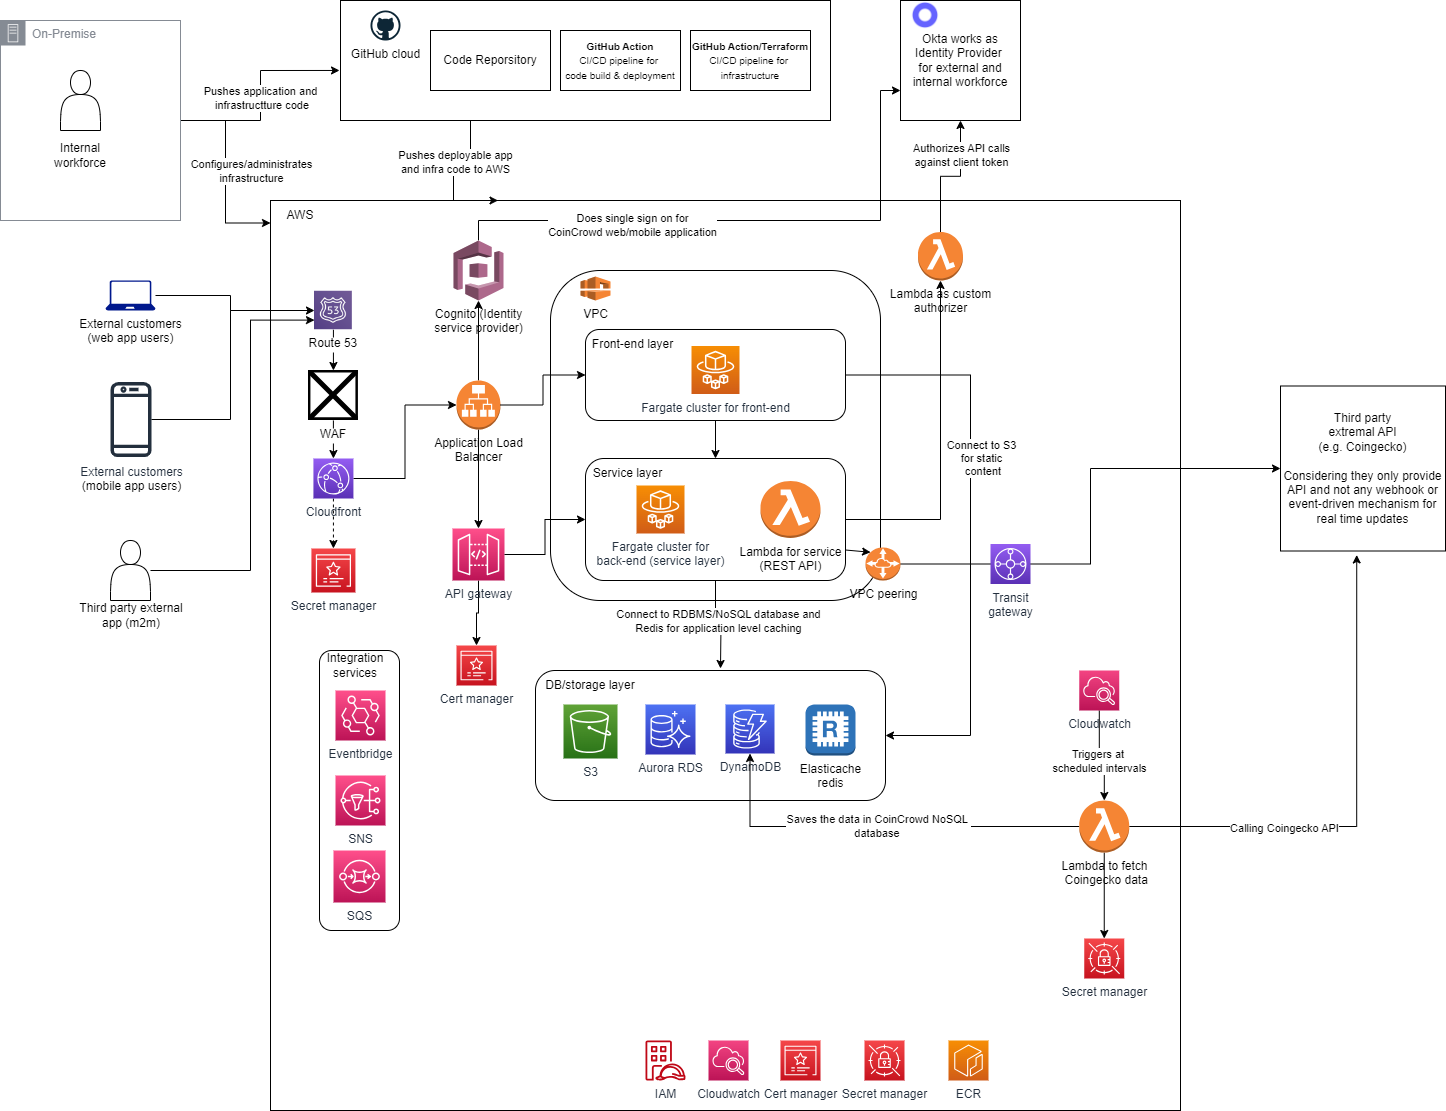 On-Premise
Internal
workforce
GitHub cloud
Code Reporsitory
GitHub Action
CI/CD pipeline for
code build & deployment
GitHub Action/Terraform
CI/CD pipeline for
infrastructure
Okta works as
Identity Provider
for external and
internal workforce
Pushes application and
infrastructture code
Configures/administrates
infrastructure
Pushes deployable app
and infra code to AWS
Authorizes API calls
against client token
AWS
Does single sign on for
CoinCrowd web/mobile application
53
Route 53
External customers
(web app users)
External customers
(mobile app users)
Third party external
app (m2m)
WAF
Cloudfront
Secret manager
Cognito (Identity
service provider)
Application Load
Balancer
API gateway
Cert manager
VPC
Front-end layer
Fargate cluster for front-end
Service layer
Fargate cluster for
back-end (service layer)
Lambda for service
(REST API)
Lambda as custom
authorizer
Connect to S3
for static
content
VPC peering
Transit
gateway
Third party
extremal API
(e.g. Coingecko)
Considering they only provide
API and not any webhook or
event-driven mechanism for
real time updates
Connect to RDBMS/NoSQL database and
Redis for application level caching
DB/storage layer
S3
Aurora RDS
DynamoDB
R
Elasticache
redis
Integration
services
Eventbridge
SNS
SQS
Cloudwatch
Triggers at
scheduled intervals
Saves the data in CoinCrowd NoSQL
database
Calling Coingecko API
Lambda to fetch
Coingecko data
Secret manager
IAM
Cloudwatch
Cert manager
Secret manager
ECR